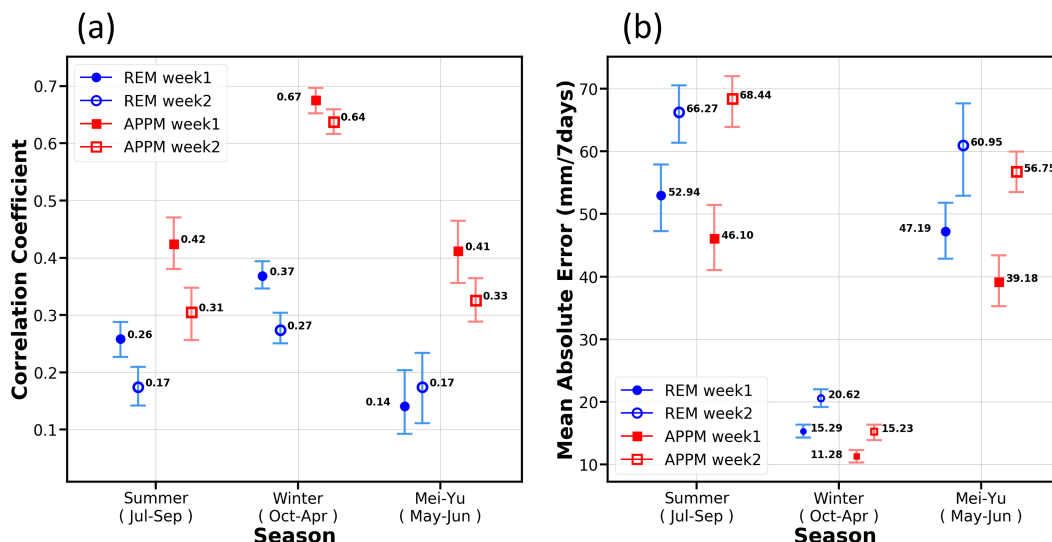 (a)
REM week1
REM week2
APPM week1
APPM week2
Correlation Coefficient
0.7
0.6
0.5
0.4
0.3
0.2
0.1
0.26
0.17
0.42
0.31
0.37
0.27
0.67
0.64
0.14
0.17
0.41
0.33
Summer
( Jul-Sep )
Winter
( Oct-Apr )
Mei-Yu
( May-Jun )
Season
(b)
Mean Absolute Error (mm/7days)
70
60
50
40
30
20
10
52.94
66.27
46.10
68.44
15.29
20.62
11.28
15.23
47.19
60.95
39.18
56.75
REM week1
REM week2
APPM week1
APPM week2
Summer
( Jul-Sep )
Winter
( Oct-Apr )
Mei-Yu
( May-Jun )
Season